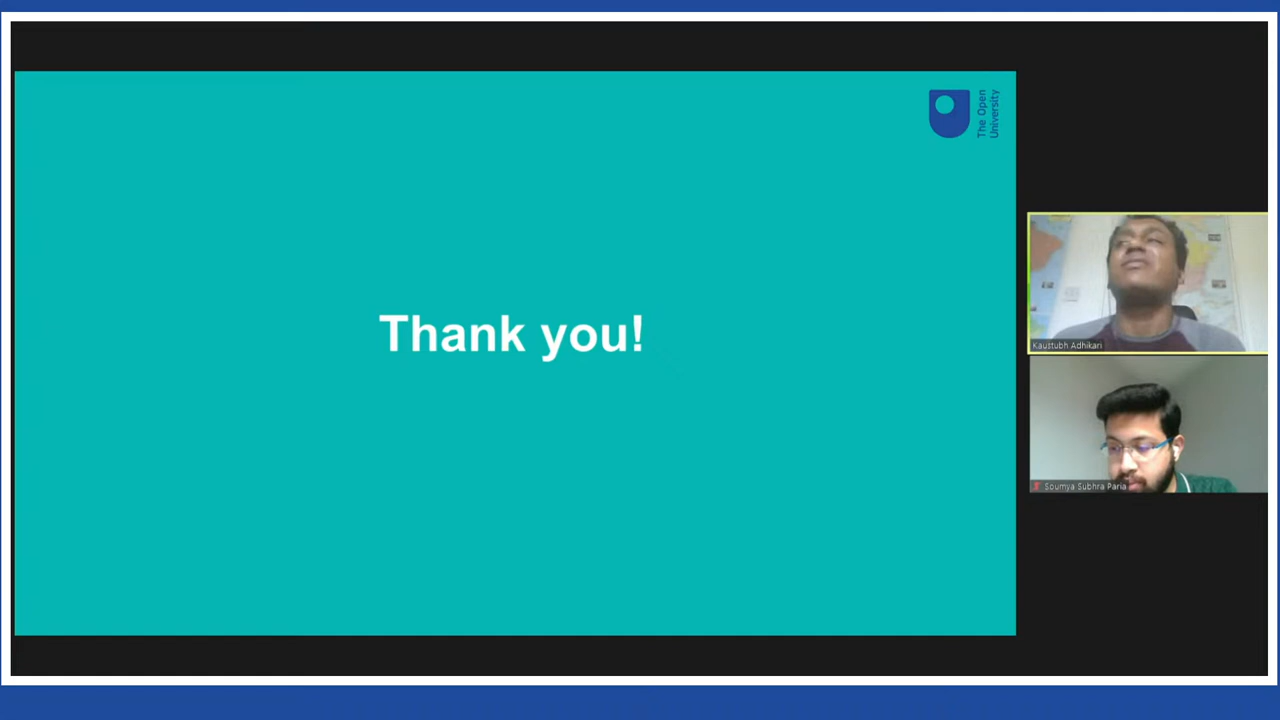 The Open
University
Thank you!
Kaustubh Adhikari
Soumya Subhra Paria